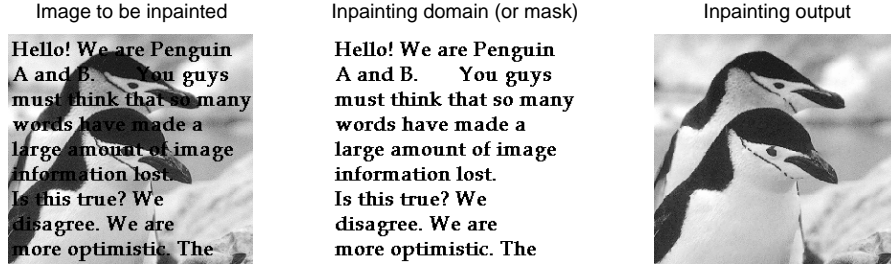 Image to be inpainted
Hello! We are Penguin
A and B. You guys
must think that so many
words have made a
large amount of image
information lost.
Is this true? We
disagree. We are
more optimistic. The
Inpainting domain (or mask)
Hello! We are Penguin
A and B. You guys
must think that so many
words have made a
large amount of image
information lost.
Is this true? We
disagree. We are
more optimistic. The
Inpainting output